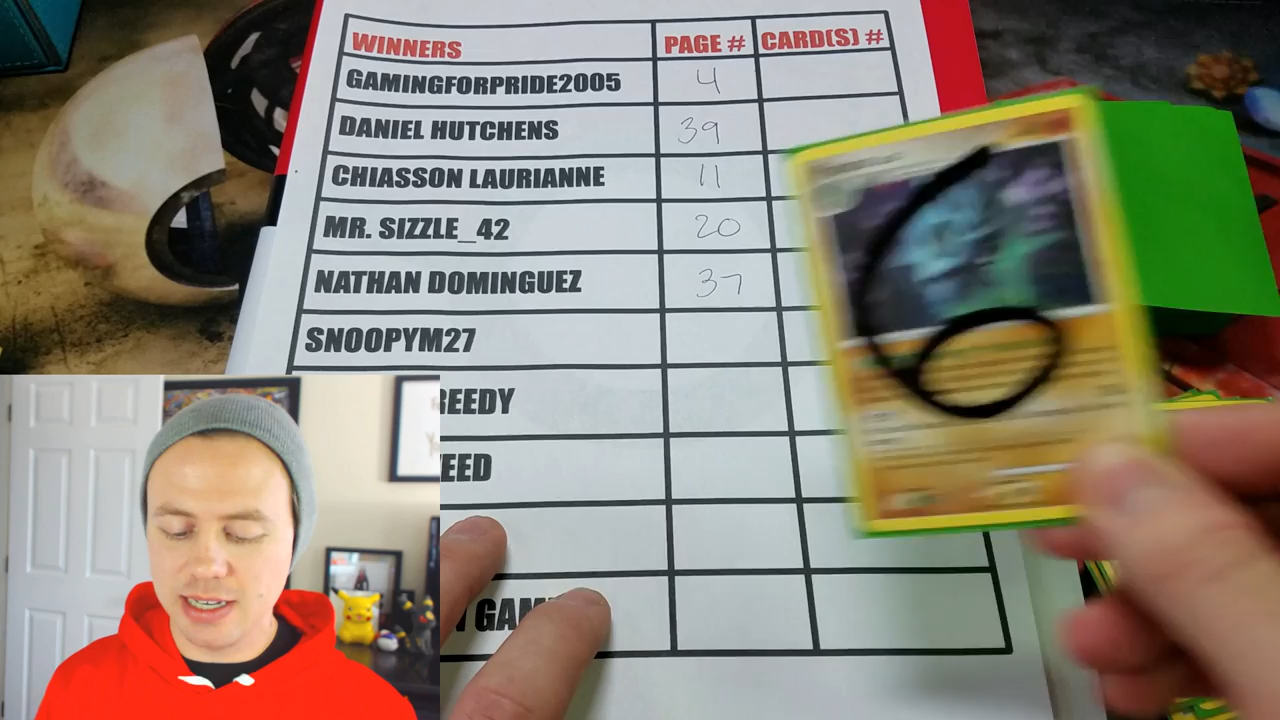 WINNERS PAGE # CARD(S) #
GAMINGFORPRIDE2005 4
DANIEL HUTCHENS 39
CHIASSON LAURIANNE 11
MR. SIZZLE_42 20
NATHAN DOMINGUEZ 37
SNOOPYM27
REEDY
EED
6